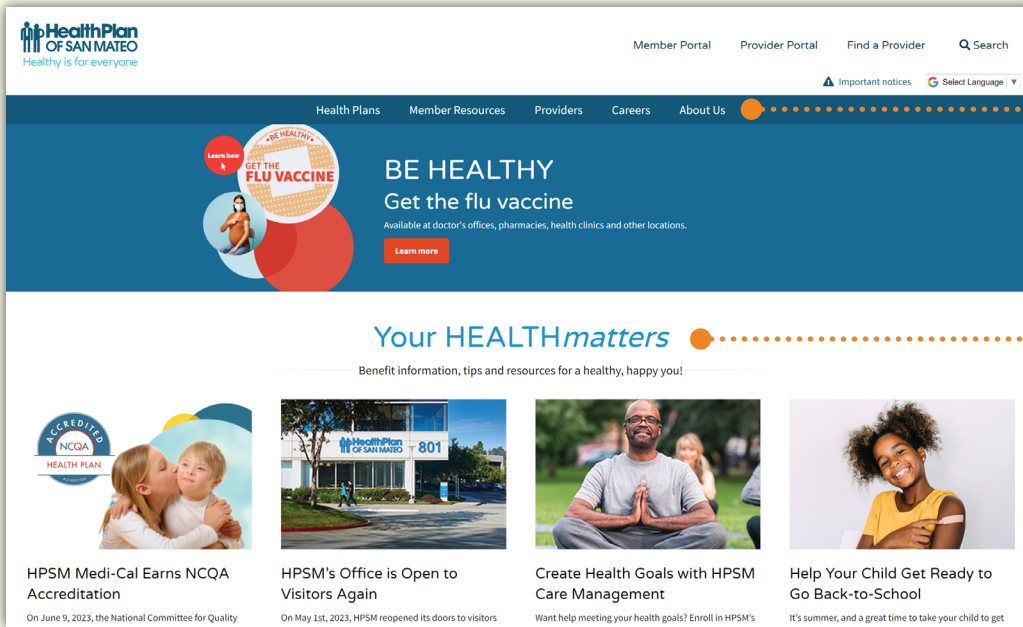 HealthPlan
OF SAN MATEO
Healthy is for everyone
Member Portal Provider Portal Find a Provider Search
Important notices G Select Language ▼
Health Plans Member Resources Providers Careers About Us
Learn how
•BE HEALTHY•
GET THE
FLU VACCINE
BE HEALTHY
Get the flu vaccine
Available at doctor's offices, pharmacies, health clinics and other locations.
Learn more
Your HEALTHmatters
Benefit information, tips and resources for a healthy, happy you!
ACCREDITED
NCQA
HEALTH PLAN
ACCREDITED
HealthPlan
OF SAN MATEO
801
HPSM Medi-Cal Earns NCQA
Accreditation
On June 9, 2023, the National Committee for Quality
HPSM's Office is Open to
Visitors Again
On May 1st, 2023, HPSM reopened its doors to visitors
Create Health Goals with HPSM
Care Management
Want help meeting your health goals? Enroll in HPSM's
Help Your Child Get Ready to
Go Back-to-School
It's summer, and a great time to take your child to get